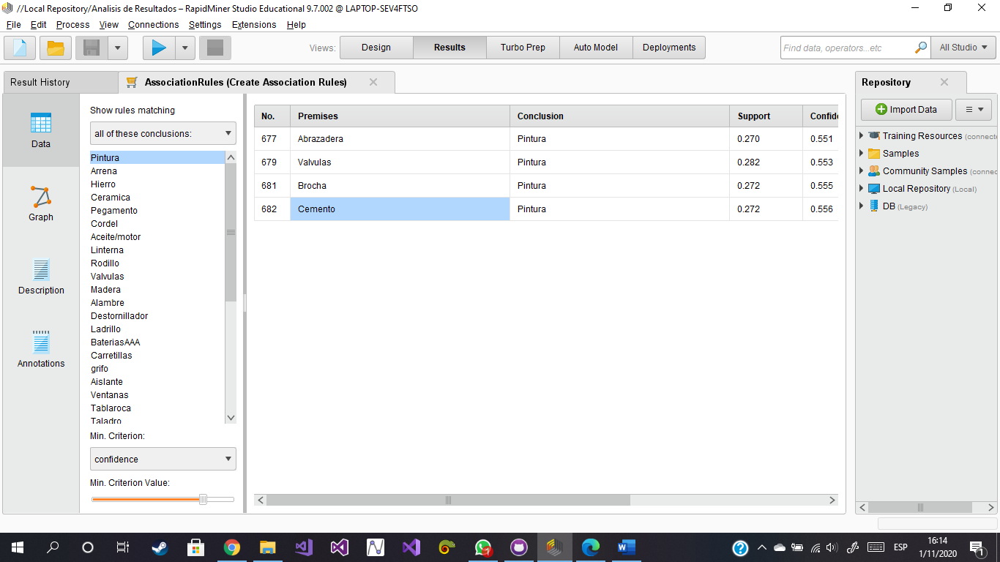 //Local Repository/Analisis de Resultados – RapidMiner Studio Educational 9.7.002 @ LAPTOP-SEV4FTSO
File Edit Process View Connections Settings Extensions Help
Views: Design Results Turbo Prep Auto Model Deployments Find data, operators...etc All Studio
Result History AssociationRules (Create Association Rules) Repository
Data
Graph
Description
Annotations
Show rules matching
all of these conclusions:
Pintura
Arrena
Hierro
Ceramica
Pegamento
Cordel
Aceite/motor
Linterna
Rodillo
Valvulas
Madera
Alambre
Destornillador
Ladrillo
BateriasAAA
Carretillas
grifo
Aislante
Ventanas
Tablaroca
Taladro
Min. Criterion:
confidence
Min. Criterion Value:
No. Premises Conclusion Support Confide
677 Abrazadera Pintura 0.270 0.551
679 Valvulas Pintura 0.282 0.553
681 Brocha Pintura 0.272 0.555
682 Cemento Pintura 0.272 0.556
Import Data
Training Resources (connecte
Samples
Community Samples (connec
Local Repository (Local)
DB (Legacy)
ESP
16:14
1/11/2020
1
1